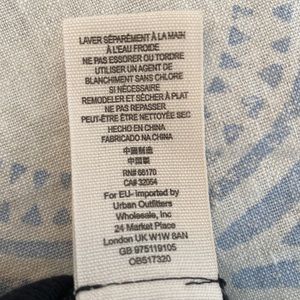 LAVER SÉPARÉMENT À LA MAIN
À L'EAU FROIDE
NE PAS ESSORER OU TORDRE
UTILISER UN AGENT DE
BLANCHIMENT SANS CHLORE
SI NÉCESSAIRE
REMODELER ET SÉCHER À PLAT
NE PAS REPASSER
PEUT-ÊTRE NETTOYÉ SEC
HECHO EN CHINA
FABRICADO NA CHINA
中國制造
中國製
RN# 66170
CA# 32054
For EU- imported by
Urban Outfitters
Wholesale, Inc
24 Market Place
London UK W1W 8AN
GB 975119105
OB517320